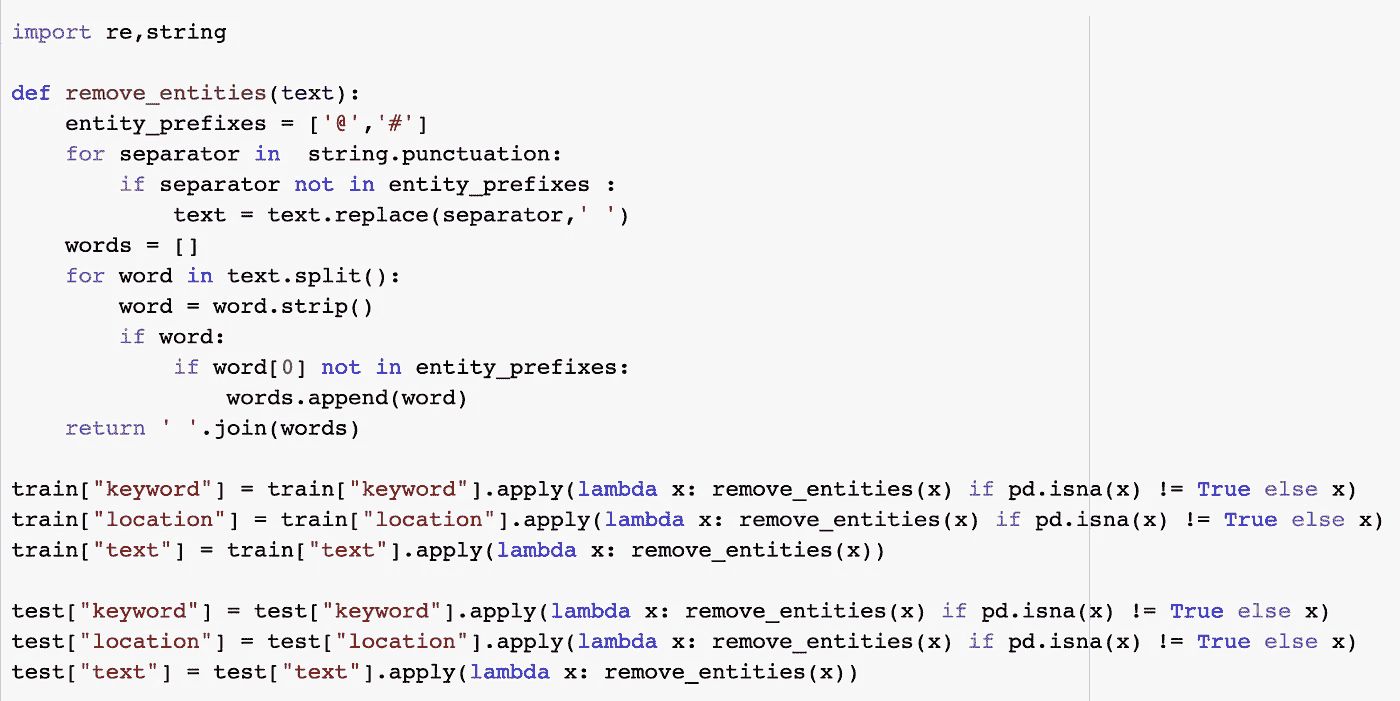 import re,string

def remove_entities(text):
    entity_prefixes = ['@','#']
    for separator in  string.punctuation:
        if separator not in entity_prefixes :
            text = text.replace(separator,' ')
    words = []
    for word in text.split():
        word = word.strip()
        if word:
            if word[0] not in entity_prefixes:
                words.append(word)
    return ' '.join(words)

train["keyword"] = train["keyword"].apply(lambda x: remove_entities(x) if pd.isna(x) != True else x)
train["location"] = train["location"].apply(lambda x: remove_entities(x) if pd.isna(x) != True else x)
train["text"] = train["text"].apply(lambda x: remove_entities(x))

test["keyword"] = test["keyword"].apply(lambda x: remove_entities(x) if pd.isna(x) != True else x)
test["location"] = test["location"].apply(lambda x: remove_entities(x) if pd.isna(x) != True else x)
test["text"] = test["text"].apply(lambda x: remove_entities(x))